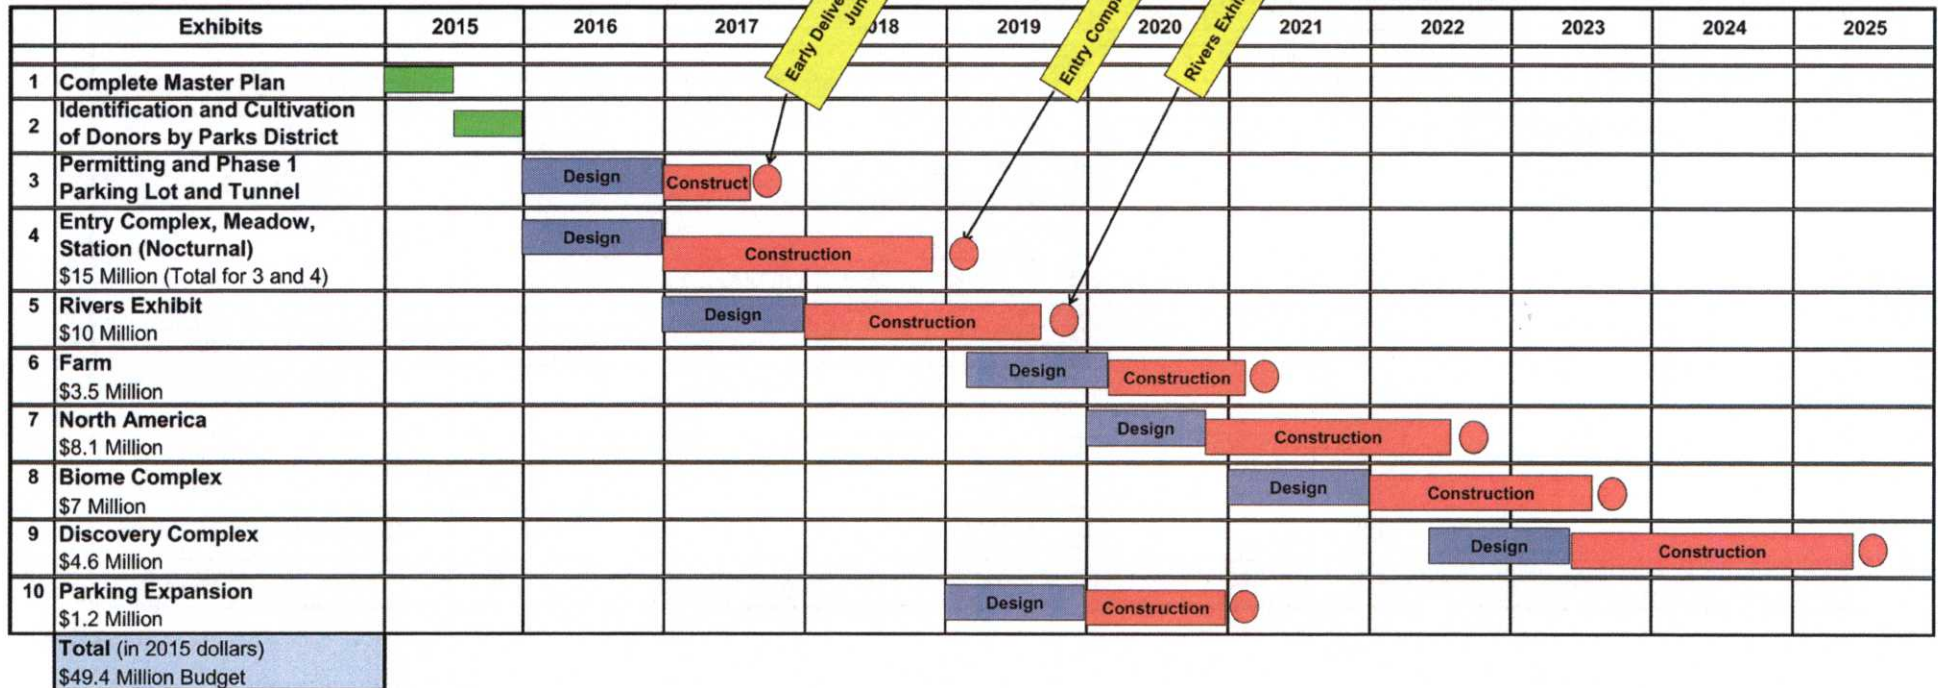 Exhibits 2015 2016 2017 2019 2020 2021 2022 2023 2024 2025
Early
Entry
Rivers
1 Complete Master Plan
2 Identification and Cultivation
of Donors by Parks District
3 Permitting and Phase 1
Parking Lot and Tunnel
Design Construct
4 Entry Complex, Meadow,
Station (Nocturnal)
$15 Million (Total for 3 and 4)
Design Construction
5 Rivers Exhibit
$10 Million
Design Construction
6 Farm
$3.5 Million
Design Construction
7 North America
$8.1 Million
Design Construction
8 Biome Complex
$7 Million
Design Construction
9 Discovery Complex
$4.6 Million
Design Construction
10 Parking Expansion
$1.2 Million
Design Construction
Total (in 2015 dollars)
$49.4 Million Budget